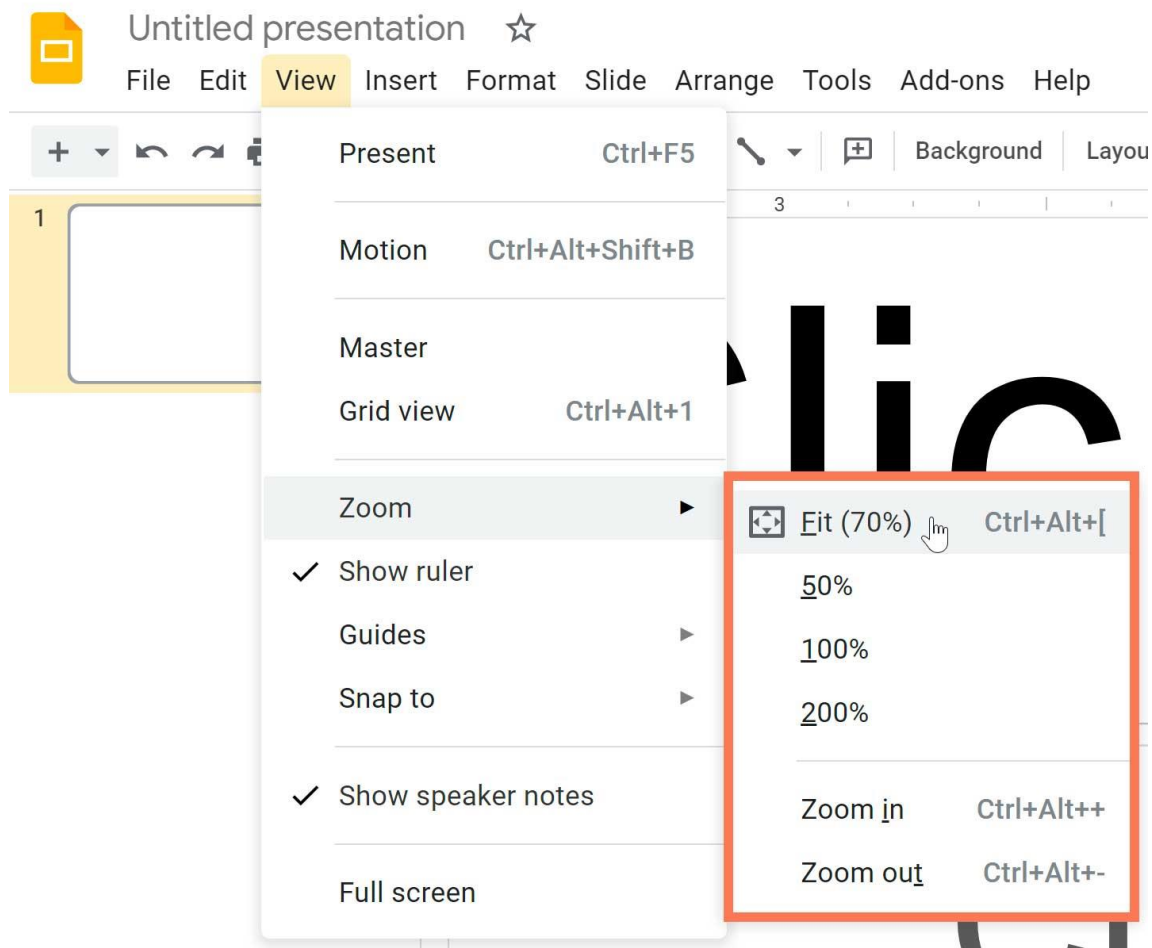 Untitled presentation
File Edit View Insert Format Slide Arrange Tools Add-ons Help
Background
1
3
Present Ctrl+F5
Motion Ctrl+Alt+Shift+B
Master
Grid view Ctrl+Alt+1
Zoom
Show ruler
Guides
Snap to
Show speaker notes
Full screen
Fit (70%) Ctrl+Alt+[
50%
100%
200%
Zoom in Ctrl+Alt++
Zoom out Ctrl+Alt+-